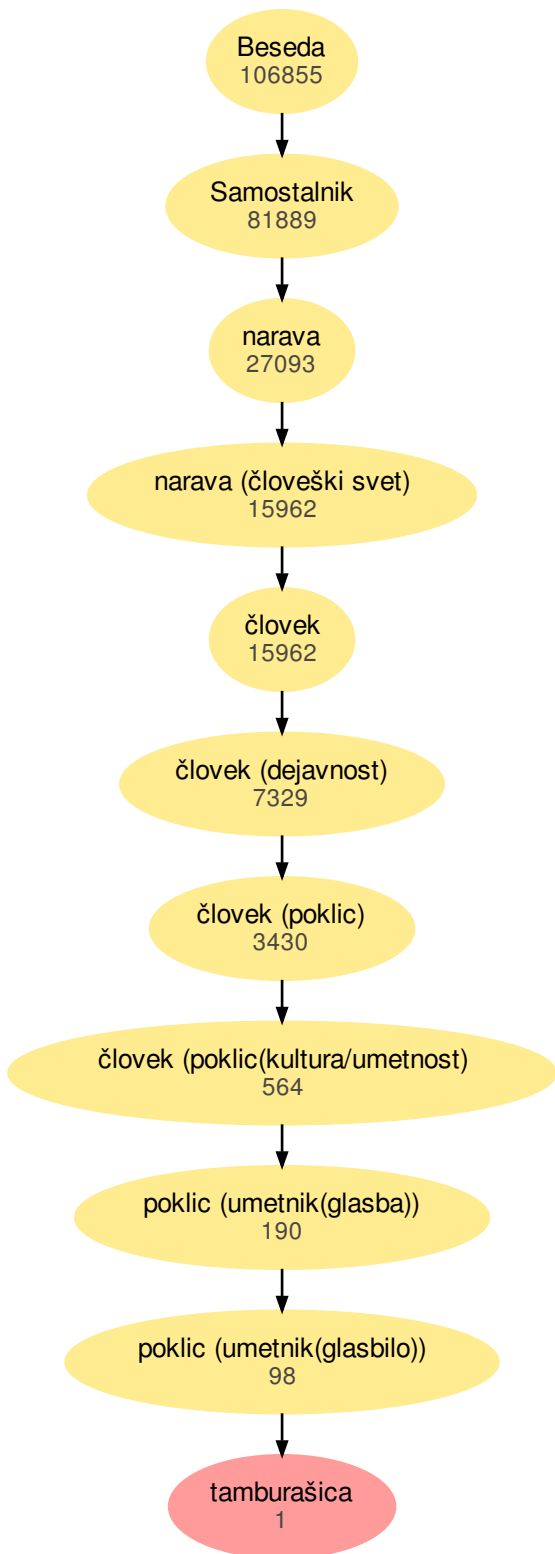 Beseda
106855
Samostalnik
81889
narava
27093
narava (človeški svet)
15962
človek
15962
človek (dejavnost)
7329
človek (poklic)
3430
človek (poklic(kultura/umetnost)
564
poklic (umetnik(glasba))
190
poklic (umetnik(glasbilo))
98
tamburašica
1